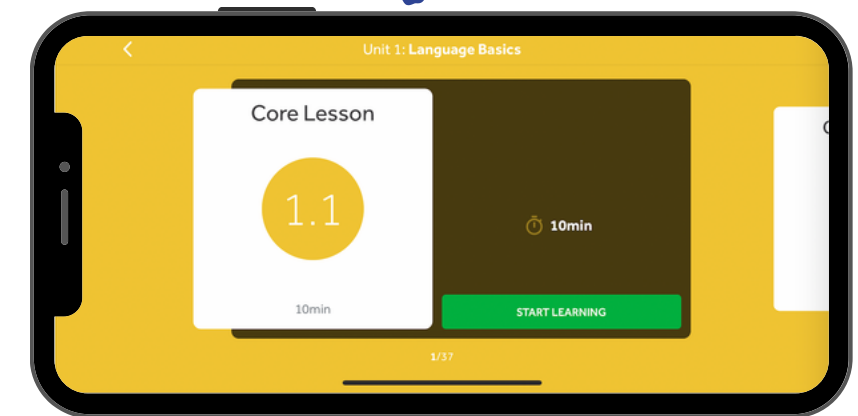 Unit 1: Language Basics
Core Lesson
1.1
10min
10min
START LEARNING
1/37